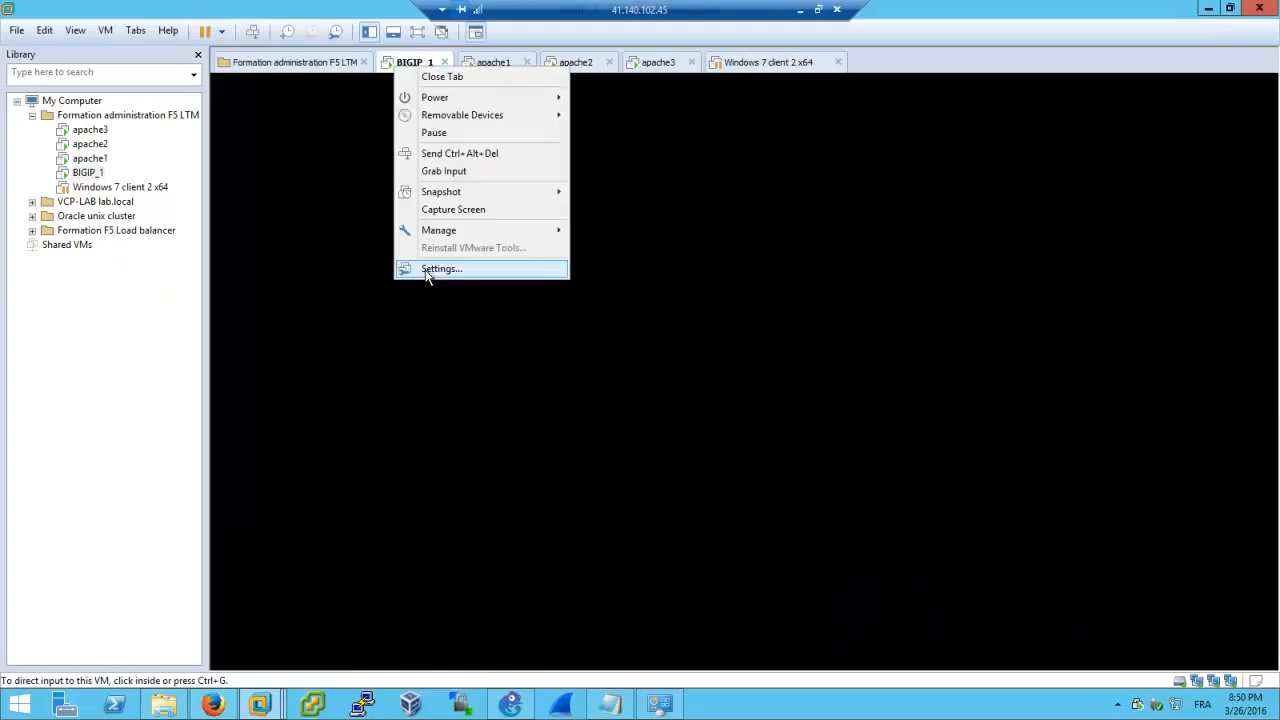 41.140.102.45
File Edit View VM Tabs Help
Library
Type here to search
My Computer
Formation administration F5 LTM
apache3
apache2
apache1
BIGIP_1
Windows 7 client 2 x64
VCP-LAB lab.local
Oracle unix cluster
Formation F5 Load balancer
Shared VMs
Formation administration F5 LTM BIGIP_1 apache1 apache2 apache3 Windows 7 client 2 x64
Close Tab
Power
Removable Devices
Pause
Send Ctrl+Alt+Del
Grab Input
Snapshot
Capture Screen
Manage
Reinstall VMware Tools...
Settings...
To direct input to this VM, click inside or press Ctrl+G.
FRA
8:50 PM
3/26/2016